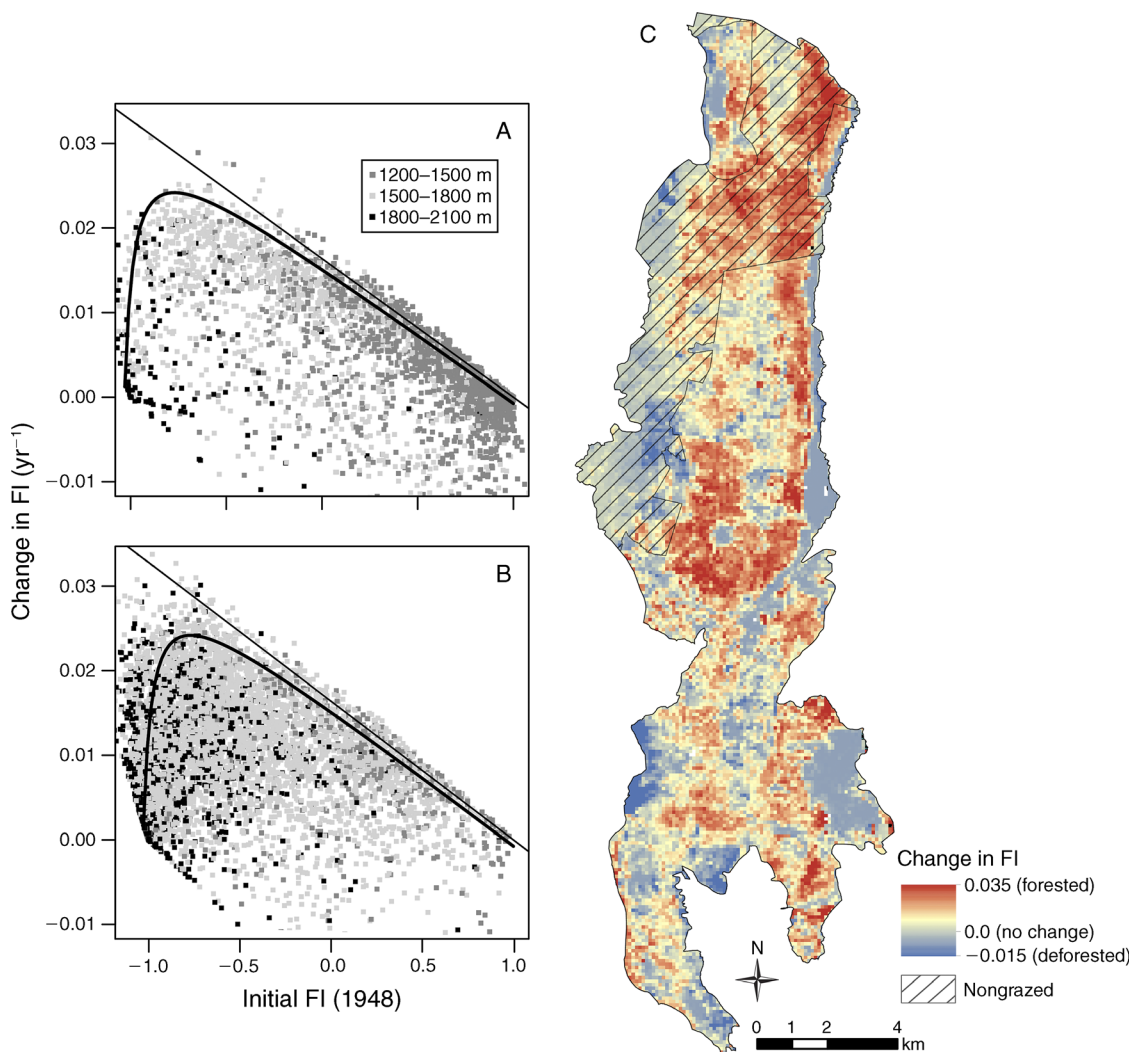 A
1200–1500 m
1500–1800 m
1800–2100 m
0.03
0.02
0.01
0.00
−0.01
B
0.03
0.02
0.01
0.00
−0.01
−1.0
−0.5
0.0
0.5
1.0
Change in FI (yr−1)
Initial FI (1948)
C
Change in FI
0.035 (forested)
0.0 (no change)
−0.015 (deforested)
Nongrazed
N
0 1 2 4
km